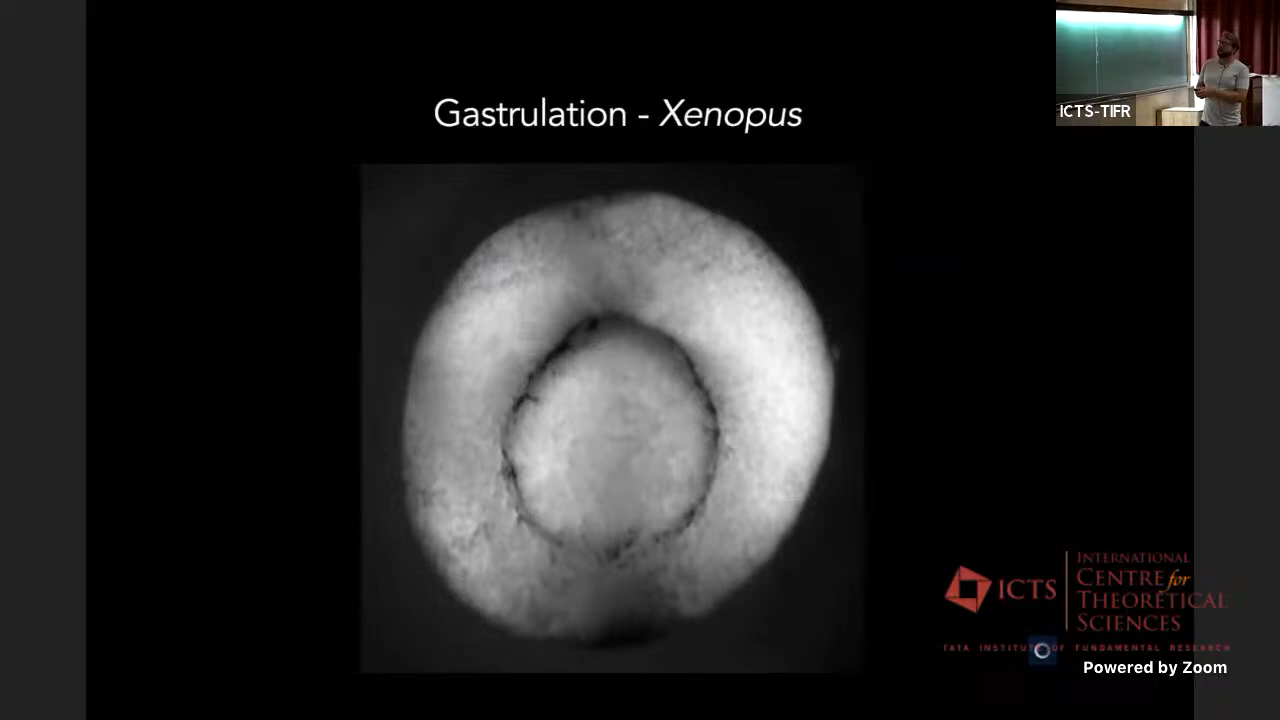 Gastrulation - Xenopus
ICTS-TIFR
ICTS
INTERNATIONAL
CENTRE for
THEORETICAL
SCIENCES
TATA INSTITUTE OF FUNDAMENTAL RESEARCH
Powered by Zoom